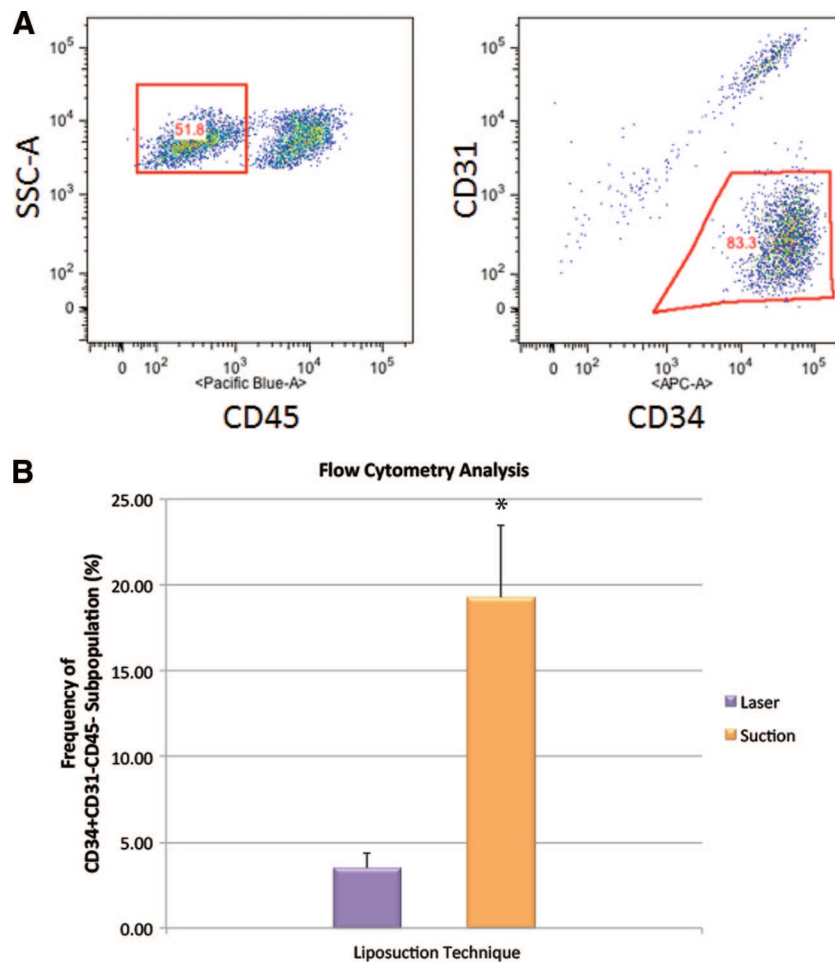 A
SSC-A
10^5
10^4
10^3
10^2
0
51.8
0 10^2 10^3 10^4 10^5
<Pacific Blue-A>
CD45
CD31
10^5
10^4
10^3
10^2
0
83.3
0 10^2 10^3 10^4 10^5
<APC-A>
CD34
B
Flow Cytometry Analysis
Frequency of
CD34+CD31-CD45- Subpopulation (%)
25.00
20.00
15.00
10.00
5.00
0.00
*
Laser
Suction
Liposuction Technique